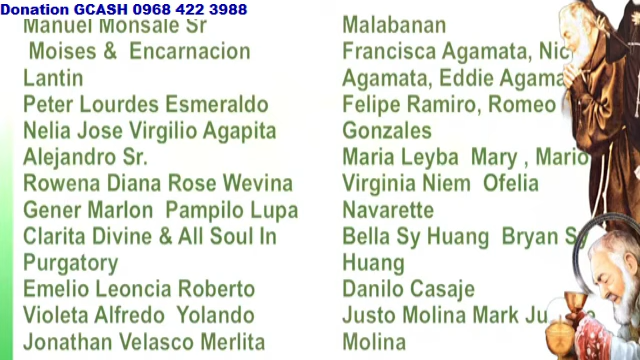 Donation GCASH 0968 422 3988
Manuel Monsale Sr
Moises & Encarnacion
Lantin
Peter Lourdes Esmeraldo
Nelia Jose Virgilio Agapita
Alejandro Sr.
Rowena Diana Rose Wevina
Gener Marlon Pampilo Lupa
Clarita Divine & All Soul In
Purgatory
Emelio Leoncia Roberto
Violeta Alfredo Yolando
Jonathan Velasco Merlita
Malabanan
Francisca Agamata,
Agamata, Eddie
Felipe Ramiro, Romeo
Gonzales
Maria Leyba Mary , Mario
Virginia Niem Ofelia
Navarette
Bella Sy Huang Bryan Sy
Huang
Danilo Casaje
Justo Molina Mark
Molina